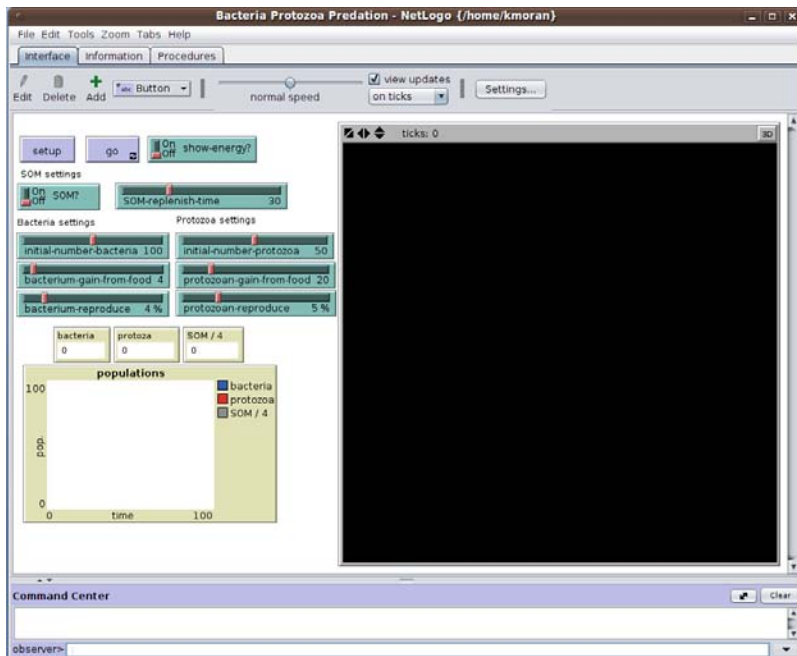 Bacteria Protozoa Predation - NetLogo {/home/kmoran}
File Edit Tools Zoom Tabs Help
Interface Information Procedures
Edit Delete Add abc Button normal speed view updates on ticks Settings...
setup go On Off show-energy?
SOM settings
On Off SOM? SOM-replenish-time 30
Bacteria settings Protozoa settings
initial-number-bacteria 100 initial-number-protozoa 50
bacterium-gain-from-food 4 protozoan-gain-from-food 20
bacterium-reproduce 4 % protozoan-reproduce 5 %
bacteria protoza SOM / 4
0 0 0
populations
100
pop.
0
0 time 100
bacteria
protozoa
SOM / 4
ticks: 0 3D
Command Center Clear
observer>